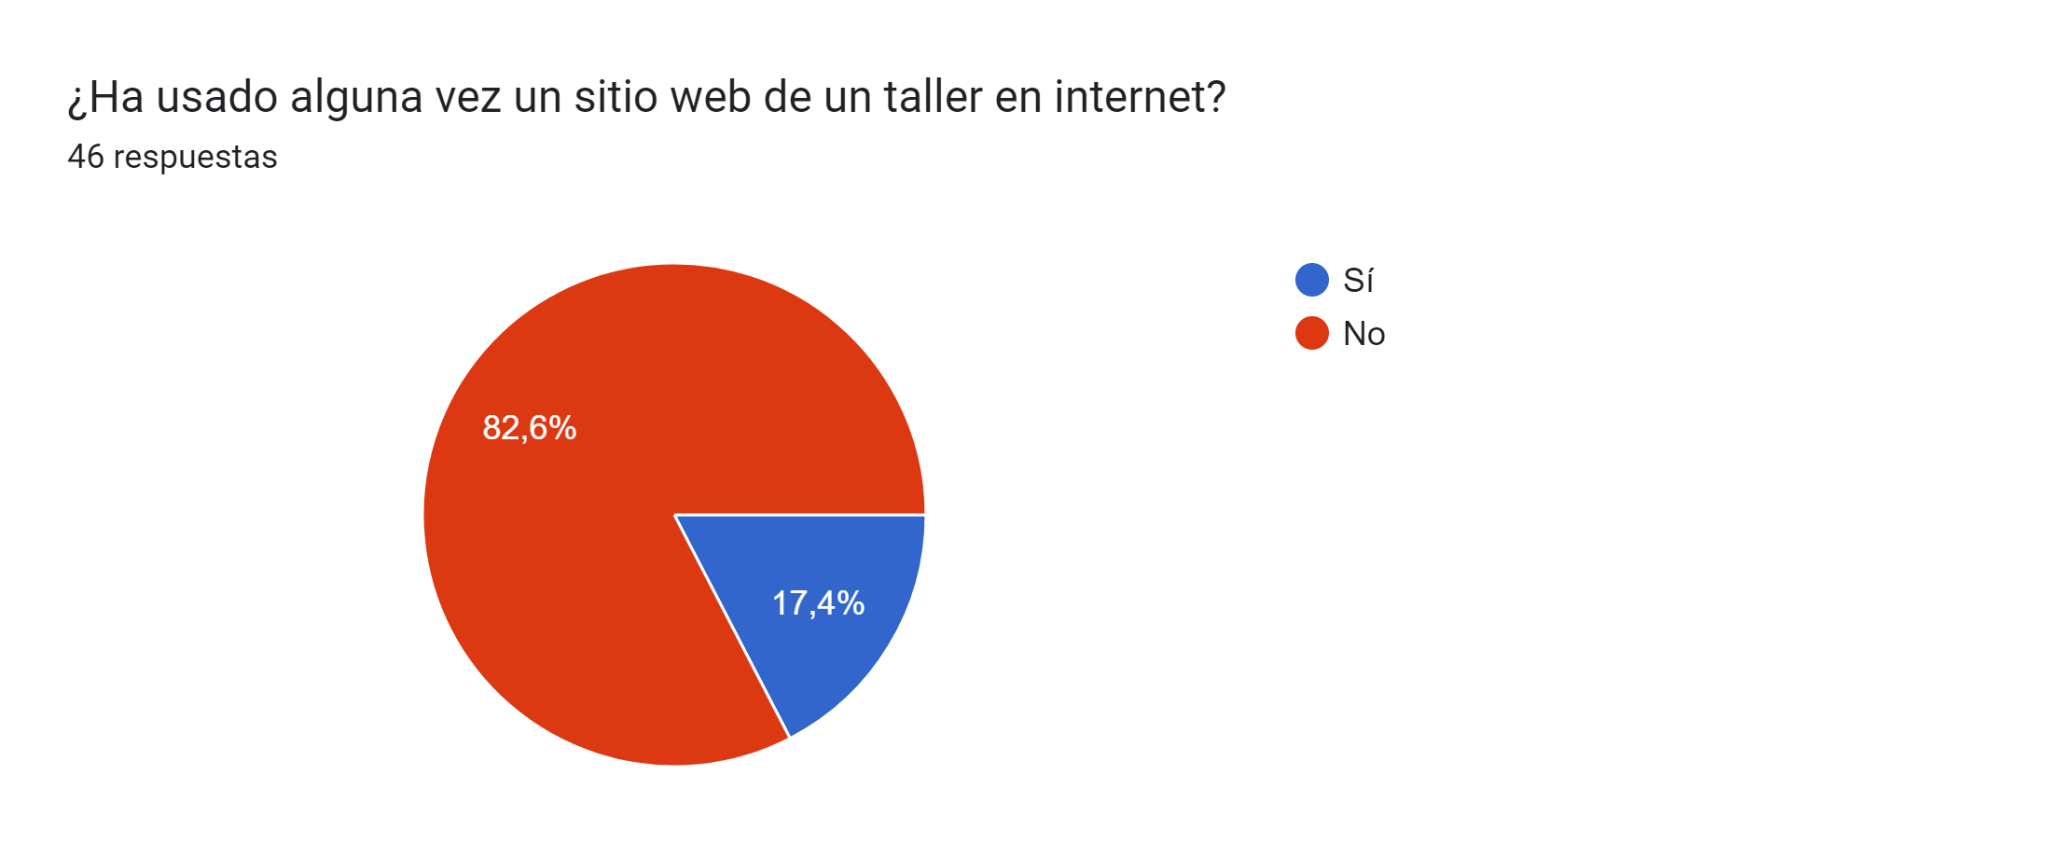 ¿Ha usado alguna vez un sitio web de un taller en internet?
46 respuestas
Sí
No
82,6%
17,4%